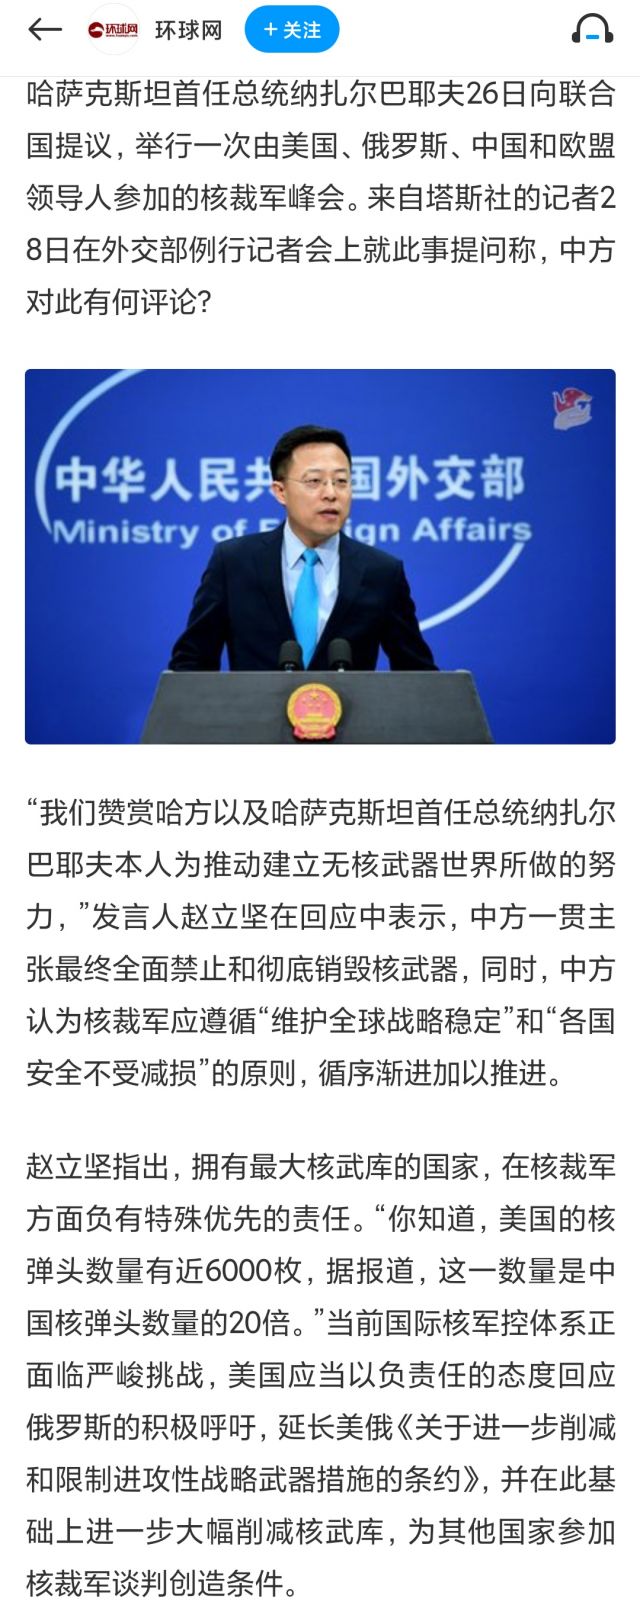 环球网
环球网
+ 关注
哈萨克斯坦首任总统纳扎尔巴耶夫26日向联合
国提议，举行一次由美国、俄罗斯、中国和欧盟
领导人参加的核裁军峰会。来自塔斯社的记者2
8日在外交部例行记者会上就此事提问称，中方
对此有何评论？
中华人民共 国外交部
Ministry of F ign Affairs
“我们赞赏哈方以及哈萨克斯坦首任总统纳扎尔
巴耶夫本人为推动建立无核武器世界所做的努
力，”发言人赵立坚在回应中表示，中方一贯主
张最终全面禁止和彻底销毁核武器，同时，中方
认为核裁军应遵循“维护全球战略稳定”和“各国
安全不受减损”的原则，循序渐进加以推进。
赵立坚指出，拥有最大核武库的国家，在核裁军
方面负有特殊优先的责任。“你知道，美国的核
弹头数量有近6000枚，据报道，这一数量是中
国核弹头数量的20倍。”当前国际核军控体系正
面临严峻挑战，美国应当以负责任的态度回应
俄罗斯的积极呼吁，延长美俄《关于进一步削减
和限制进攻性战略武器措施的条约》，并在此基
础上进一步大幅削减核武库，为其他国家参加
核裁军谈判创造条件。